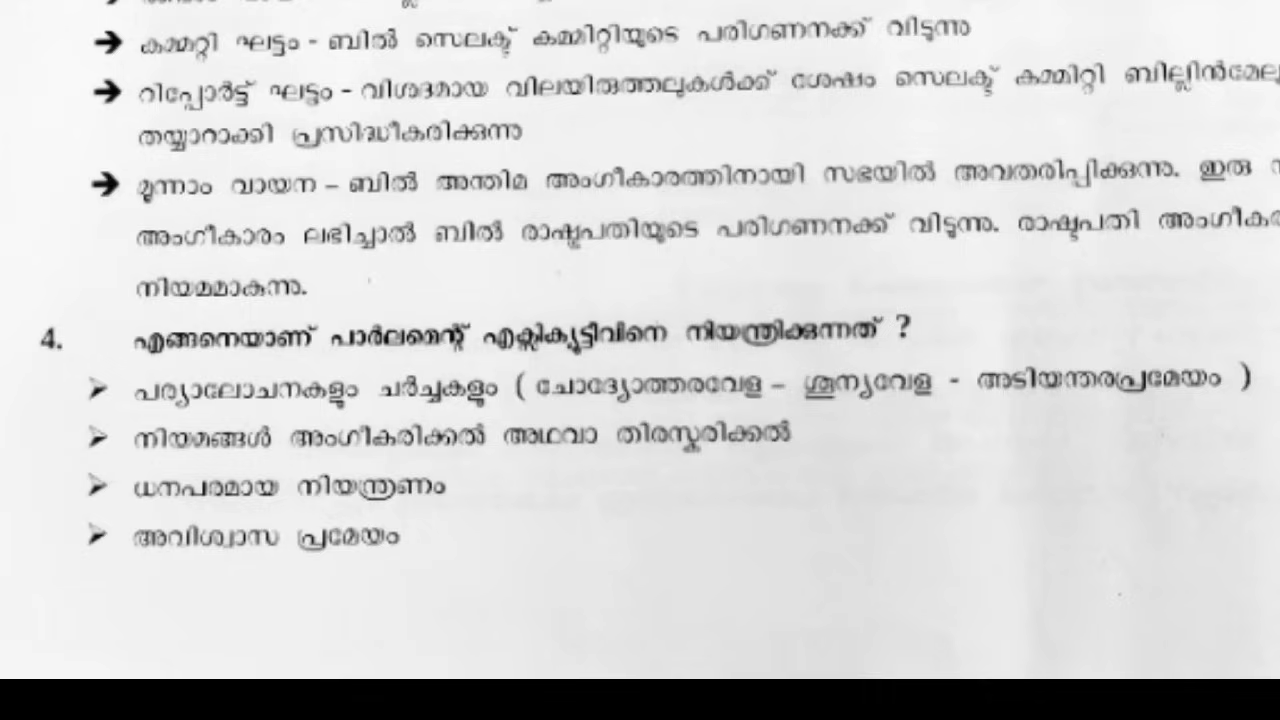 ➔ കമ്മറ്റി ഘട്ടം - ബിൽ സെലക്ട് കമ്മിറ്റിയുടെ പരിഗണനക്ക് വിടുന്നു
➔ റിപ്പോർട്ട് ഘട്ടം - വിശദമായ വിലയിരുത്തലുകൾക്ക് ശേഷം സെലക്ട് കമ്മിറ്റി
തയ്യാറാക്കി പ്രസിദ്ധീകരിക്കുന്നു
➔ മൂന്നാം വായന – ബിൽ അന്തിമ അംഗീകാരത്തിനായി സഭയിൽ അവതരിപ്പിക്കുന്നു. ഇരു
അംഗീകാരം ലഭിച്ചാൽ ബിൽ രാഷ്ട്രപതിയുടെ പരിഗണനക്ക് വിടുന്നു. രാഷ്ട്രപതി
നിയമമാകുന്നു.
4. എങ്ങനെയാണ് പാർലമെന്റ് എക്സിക്യൂട്ടിവിനെ നിയന്ത്രിക്കുന്നത് ?
➢ പര്യാലോചനകളും ചർച്ചകളും ( ചോദ്യോത്തരവേള – ശൂന്യവേള - അടിയന്തരപ്രമേയം )
➢ നിയമങ്ങൾ അംഗീകരിക്കൽ അഥവാ തിരസ്കരിക്കൽ
➢ ധനപരമായ നിയന്ത്രണം
➢ അവിശ്വാസ പ്രമേയം